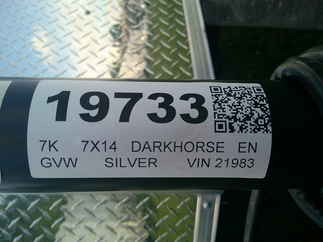 19733
7K 7X14 DARKHORSE EN
GVW SILVER VIN 21983